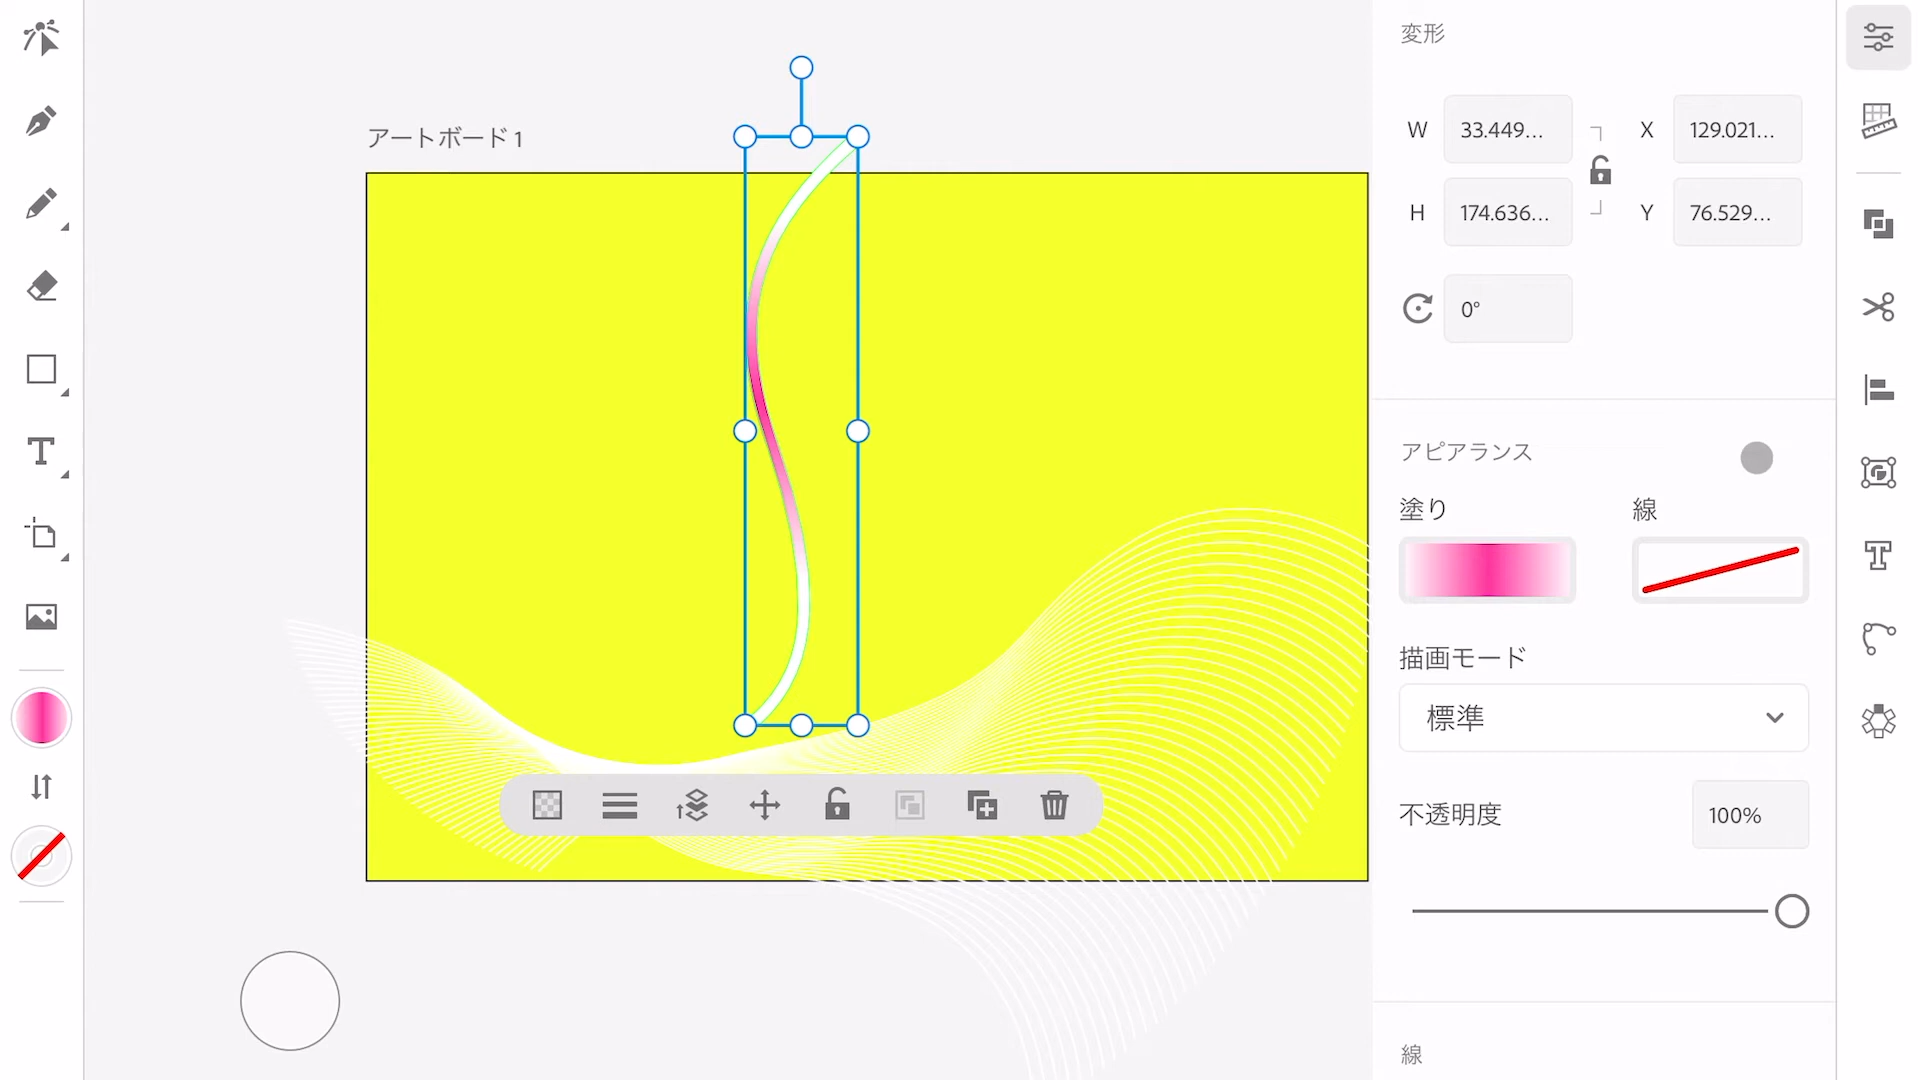 アートボード 1
変形
W 33.449... X 129.021...
H 174.636... Y 76.529...
0°
アピアランス
塗り 線
描画モード
標準
不透明度 100%
線